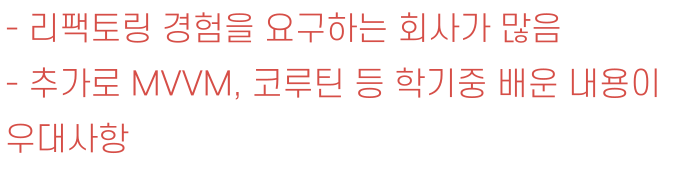 - 리팩토링 경험을 요구하는 회사가 많음
- 추가로 MVVM, 코루틴 등 학기중 배운 내용이
우대사항